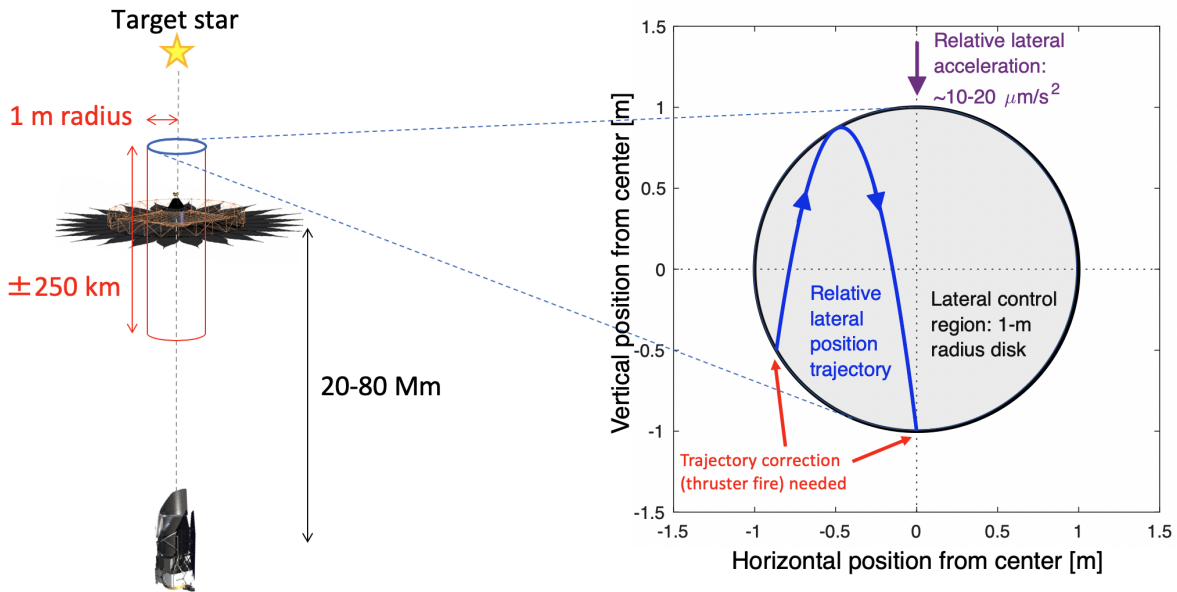 Target star
1 m radius
±250 km
20-80 Mm
Vertical position from center [m]
1.5
1
0.5
0
-0.5
-1
-1.5
Relative lateral
acceleration:
~10-20 μm/s²
Relative
lateral
position
trajectory
Lateral control
region: 1-m
radius disk
Trajectory correction
(thruster fire) needed
-1.5
-1
-0.5
0
0.5
1
1.5
Horizontal position from center [m]